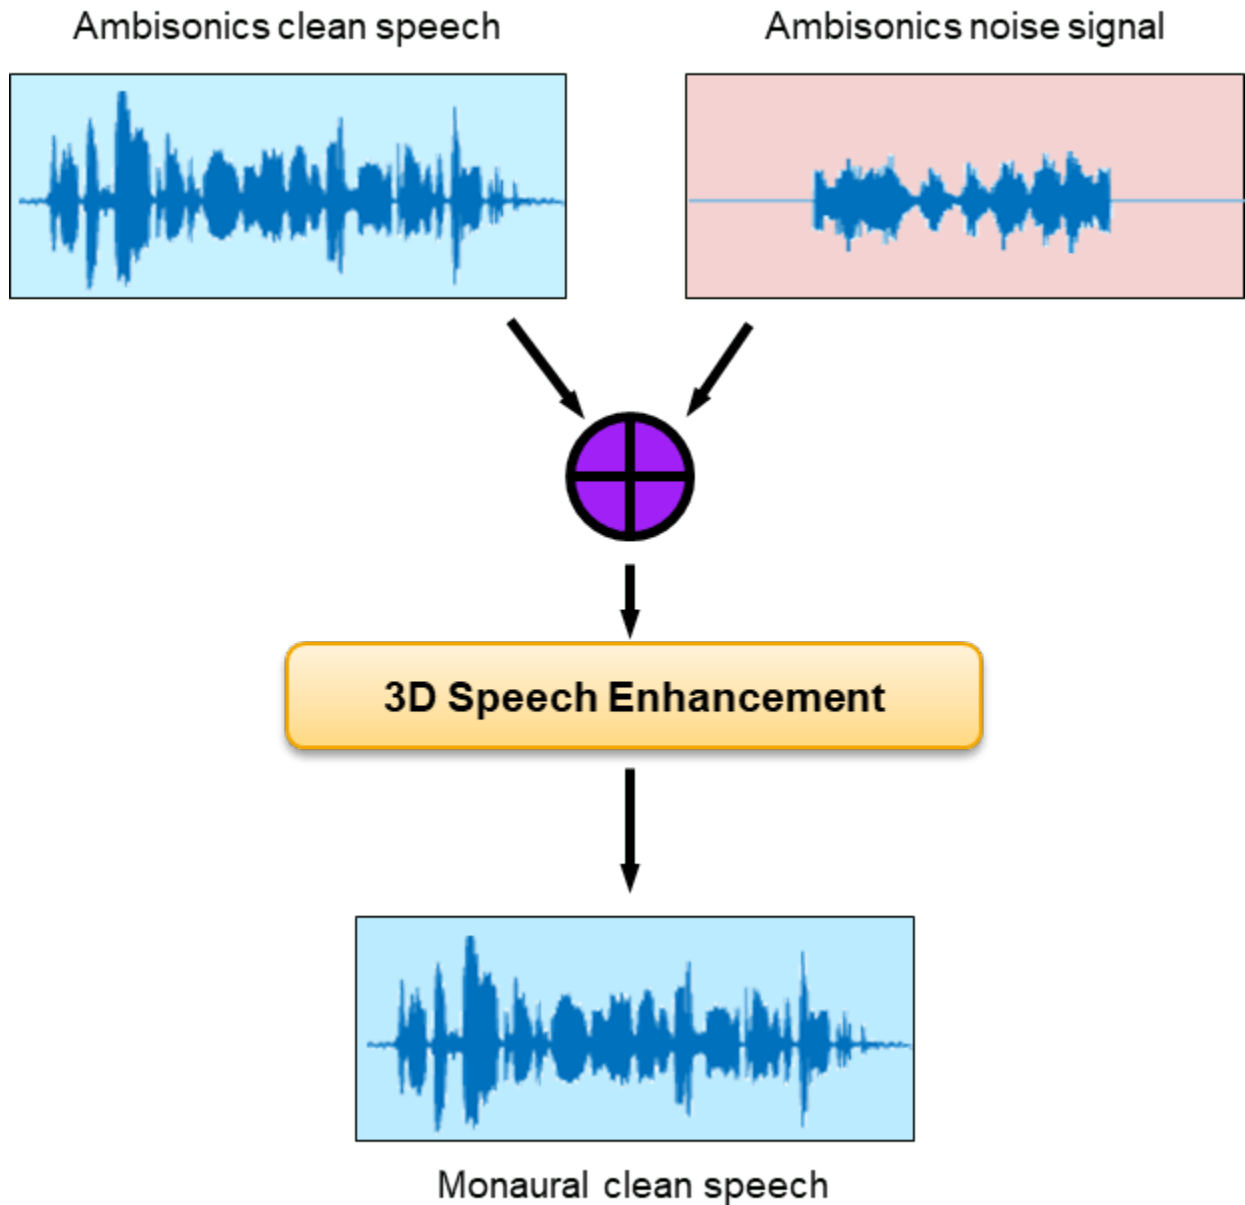 Ambisonics clean speech
Ambisonics noise signal
3D Speech Enhancement
Monaural clean speech